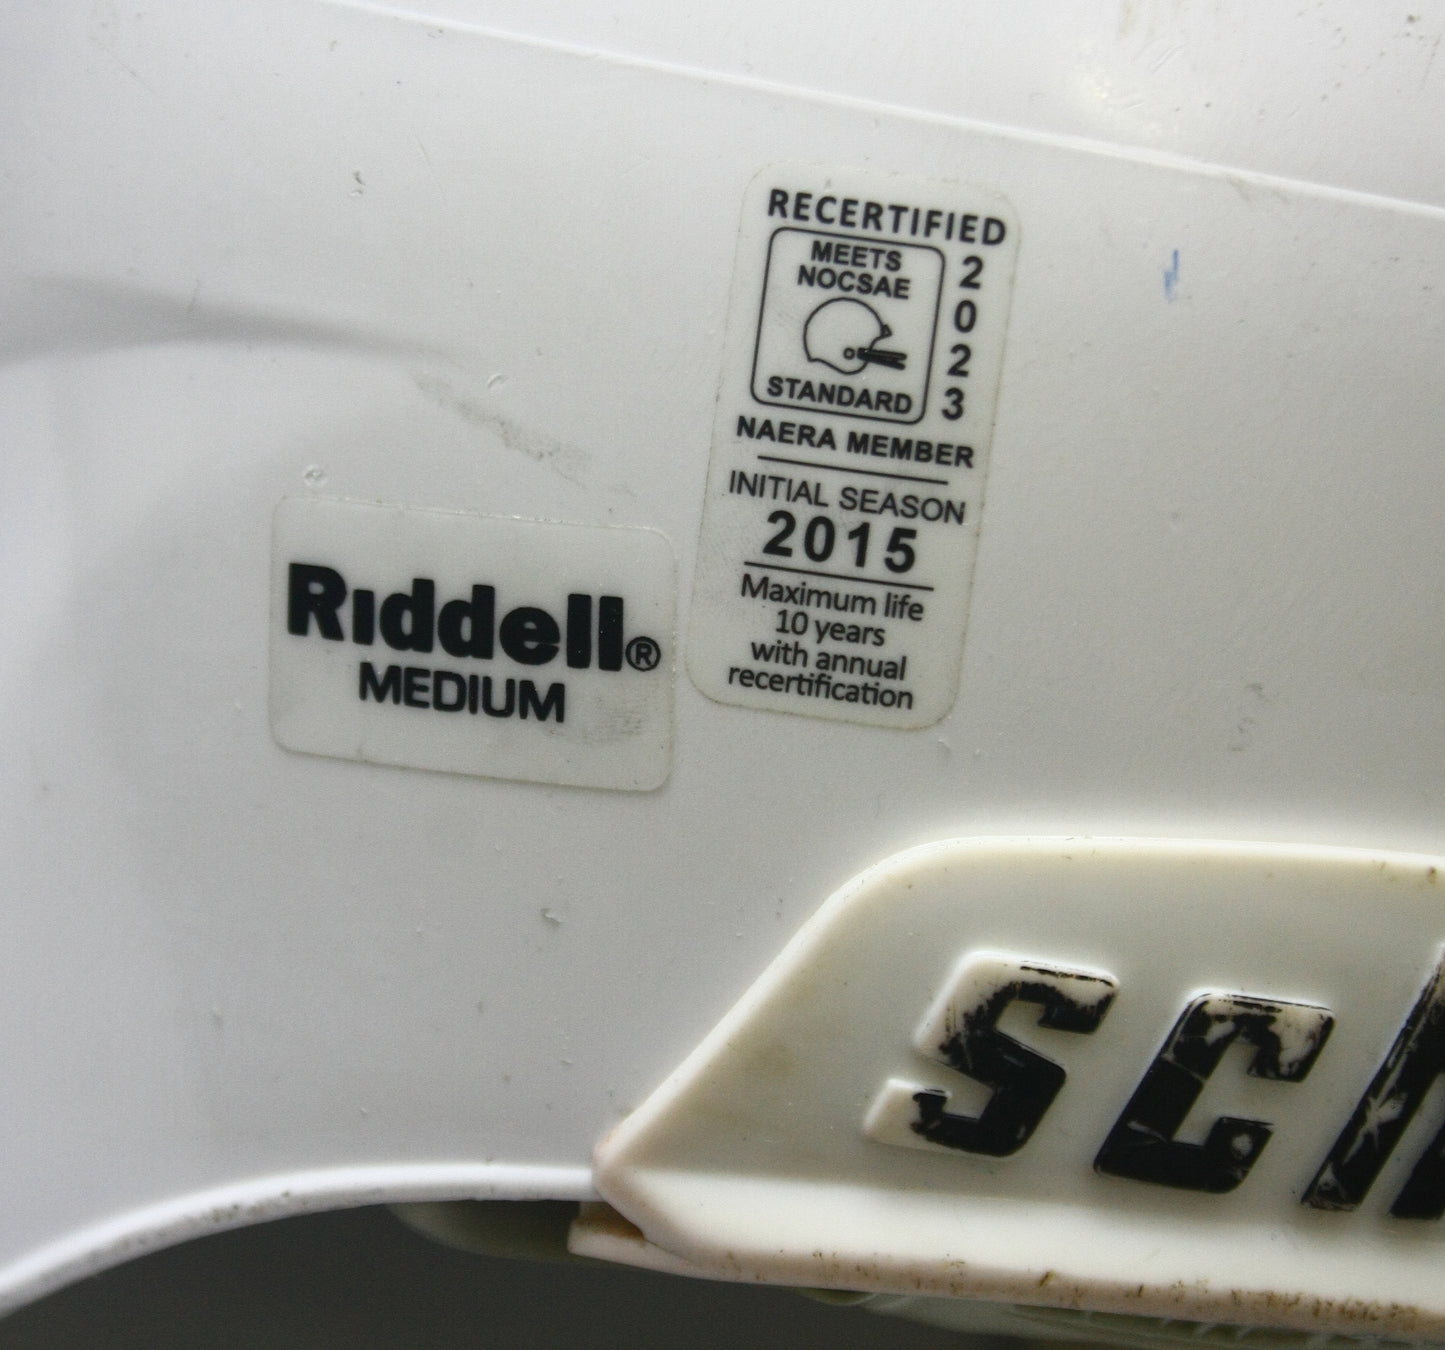 RECERTIFIED
MEETS
NOCSAE
STANDARD
2
0
2
3
NAERA MEMBER
INITIAL SEASON
2015
Maximum life
10 years
with annual
recertification
Riddell®
MEDIUM